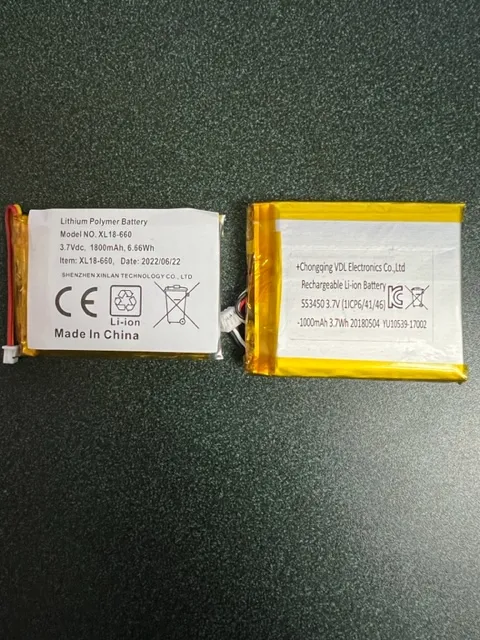 Lithium Polymer Battery
Model NO. XL18-660
3.7Vdc, 1800mAh, 6.66Wh
Item: XL18-660, Date: 2022/06/22
SHENZHEN XINLAN TECHNOLOGY CO., LTD
CE
Li-ion
Made In China
+Chongqing VDL Electronics Co.,Ltd
Rechargeable Li-ion Battery
553450 3.7V (1ICP6/41/46)
-1000mAh 3.7Wh 20180504 YU10539-17002